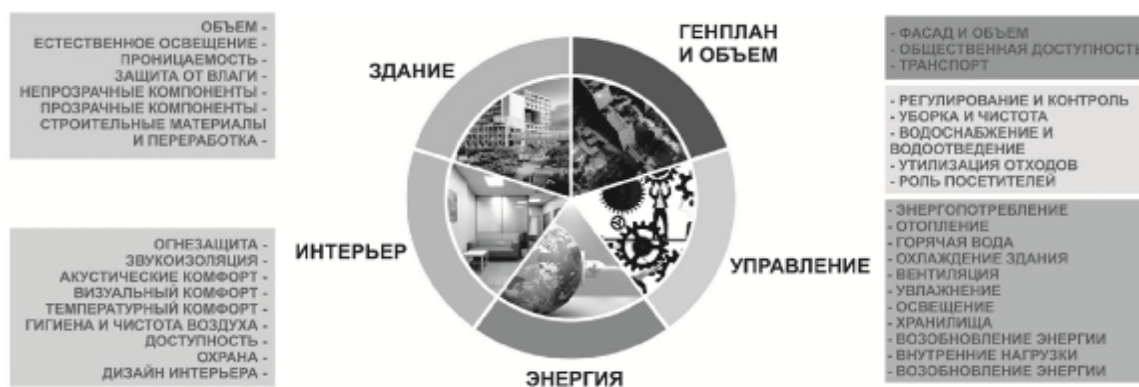 ОБЪЕМ -
ЕСТЕСТВЕННОЕ ОСВЕЩЕНИЕ -
ПРОНИЦАЕМОСТЬ -
ЗАЩИТА ОТ ВЛАГИ -
НЕПРОЗРАЧНЫЕ КОМПОНЕНТЫ -
ПРОЗРАЧНЫЕ КОМПОНЕНТЫ -
СТРОИТЕЛЬНЫЕ МАТЕРИАЛЫ
И ПЕРЕРАБОТКА -
ОГНЕЗАЩИТА -
ЗВУКОИЗОЛЯЦИЯ -
АКУСТИЧЕСКИЕ КОМФОРТ -
ВИЗУАЛЬНЫЙ КОМФОРТ -
ТЕМПЕРАТУРНЫЙ КОМФОРТ -
ГИГИЕНА И ЧИСТОТА ВОЗДУХА -
ДОСТУПНОСТЬ -
ОХРАНА -
ДИЗАЙН ИНТЕРЬЕРА -
ЗДАНИЕ
ГЕНПЛАН
И ОБЪЕМ
ИНТЕРЬЕР
УПРАВЛЕНИЕ
ЭНЕРГИЯ
- ФАСАД И ОБЪЕМ
- ОБЩЕСТВЕННАЯ ДОСТУПНОСТЬ
- ТРАНСПОРТ
- РЕГУЛИРОВАНИЕ И КОНТРОЛЬ
- УБОРКА И ЧИСТОТА
- ВОДОСНАБЖЕНИЕ И
ВОДООТВЕДЕНИЕ
- УТИЛИЗАЦИЯ ОТХОДОВ
- РОЛЬ ПОСЕТИТЕЛЕЙ
- ЭНЕРГОПОТРЕБЛЕНИЕ
- ОТОПЛЕНИЕ
- ГОРЯЧАЯ ВОДА
- ОХЛАЖДЕНИЕ ЗДАНИЯ
- ВЕНТИЛЯЦИЯ
- УВЛАЖНЕНИЕ
- ОСВЕЩЕНИЕ
- ХРАНИЛИЩА
- ВОЗОБНОВЛЕНИЕ ЭНЕРГИИ
- ВНУТРЕННИЕ НАГРУЗКИ
- ВОЗОБНОВЛЕНИЕ ЭНЕРГИИ